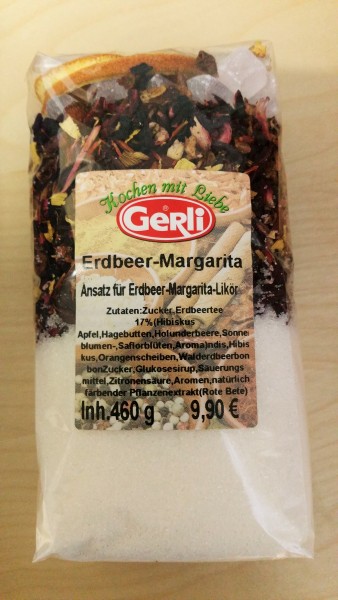 Kochen mit Liebe
GERLi
Erdbeer-Margarita
Ansatz für Erdbeer-Margarita-Likör
Zutaten:Zucker,Erdbeertee
17%(Hibiskus
Apfel,Hagebutten,Holunderbeere,Sonne
blumen-,Saflorblüten,Aroma)ndis,Hibis
kus,Orangenscheiben,Walderdbeerbon
bonZucker,Glukosesirup,Säuerungs
mittel,Zitronensäure,Aromen,natürlich
färbender Pflanzenextrakt(Rote Bete)
Inh.460 g 9,90 €